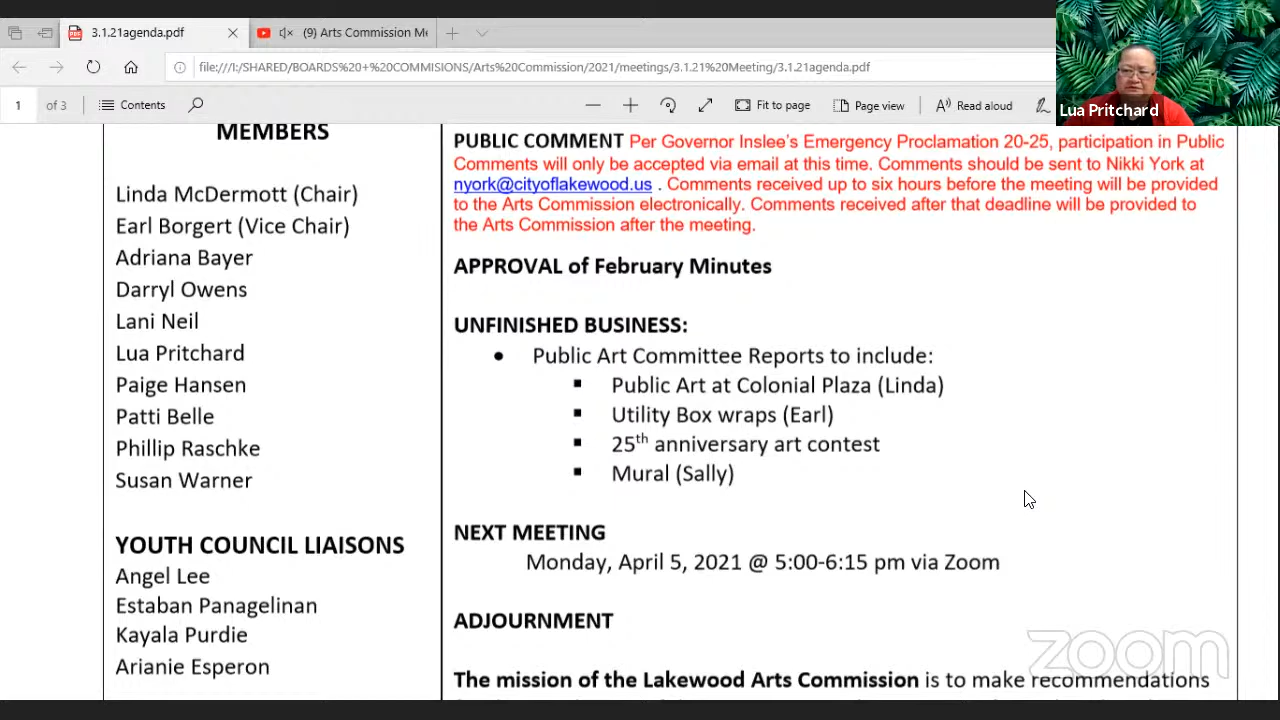 3.1.21agenda.pdf
(9) Arts Commission Me
file:///I:/SHARED/BOARDS%20+%20COMMISIONS/Arts%20Commission/2021/meetings/3.1.21%20Meeting/3.1.21agenda.pdf
1 of 3
Contents
Fit to page
Page view
Read aloud
Lua Pritchard
MEMBERS
Linda McDermott (Chair)
Earl Borgert (Vice Chair)
Adriana Bayer
Darryl Owens
Lani Neil
Lua Pritchard
Paige Hansen
Patti Belle
Phillip Raschke
Susan Warner
YOUTH COUNCIL LIAISONS
Angel Lee
Estaban Panagelinan
Kayala Purdie
Arianie Esperon
PUBLIC COMMENT Per Governor Inslee's Emergency Proclamation 20-25, participation in Public
Comments will only be accepted via email at this time. Comments should be sent to Nikki York at
nyork@cityoflakewood.us . Comments received up to six hours before the meeting will be provided
to the Arts Commission electronically. Comments received after that deadline will be provided to
the Arts Commission after the meeting.
APPROVAL of February Minutes
UNFINISHED BUSINESS:
• Public Art Committee Reports to include:
▪ Public Art at Colonial Plaza (Linda)
▪ Utility Box wraps (Earl)
▪ 25th anniversary art contest
▪ Mural (Sally)
NEXT MEETING
Monday, April 5, 2021 @ 5:00-6:15 pm via Zoom
ADJOURNMENT
The mission of the Lakewood Arts Commission is to make recommendations
zoom